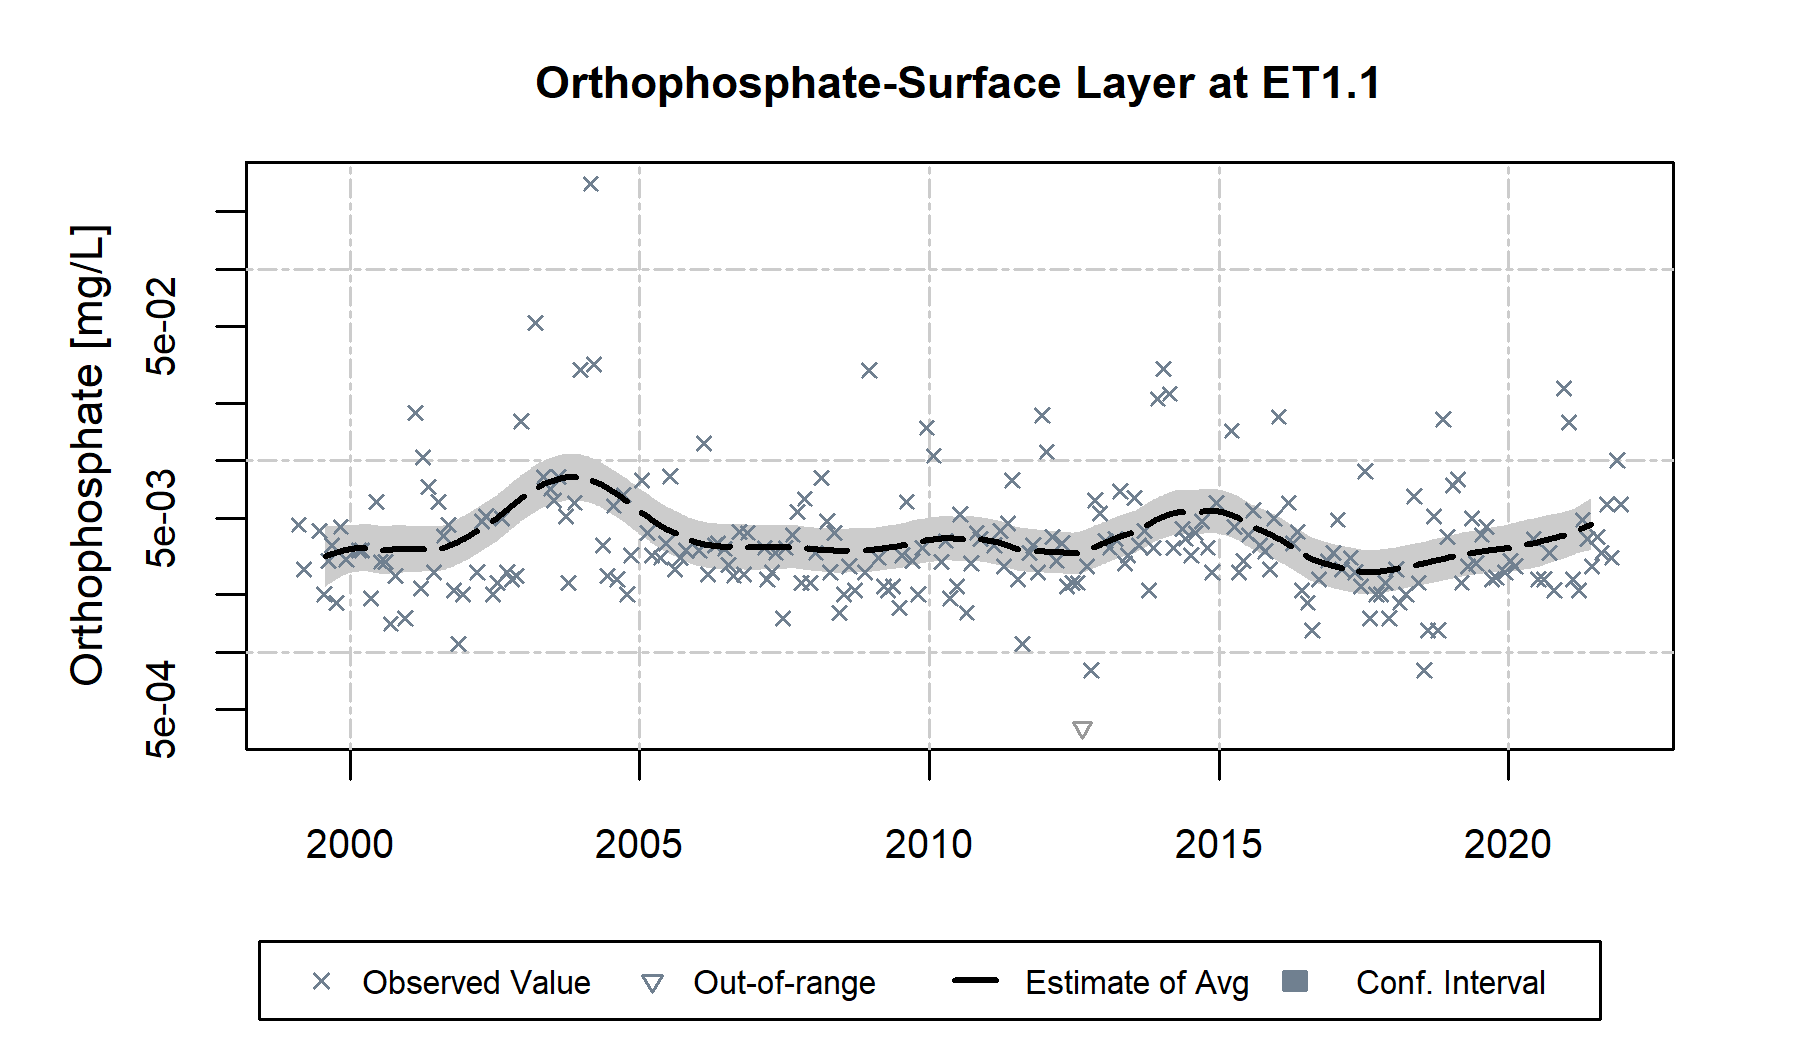 Orthophosphate-Surface Layer at ET1.1
Orthophosphate [mg/L]
5e-02
5e-03
5e-04
2000 2005 2010 2015 2020
Observed Value Out-of-range Estimate of Avg Conf. Interval